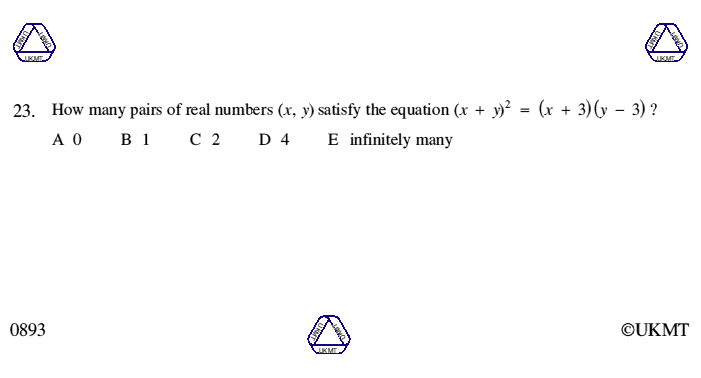 UKMT UKMT UKMT
UKMT UKMT UKMT
23. How many pairs of real numbers (x, y) satisfy the equation (x + y)² = (x + 3)(y − 3) ?
A 0 B 1 C 2 D 4 E infinitely many
0893
UKMT UKMT UKMT
©UKMT